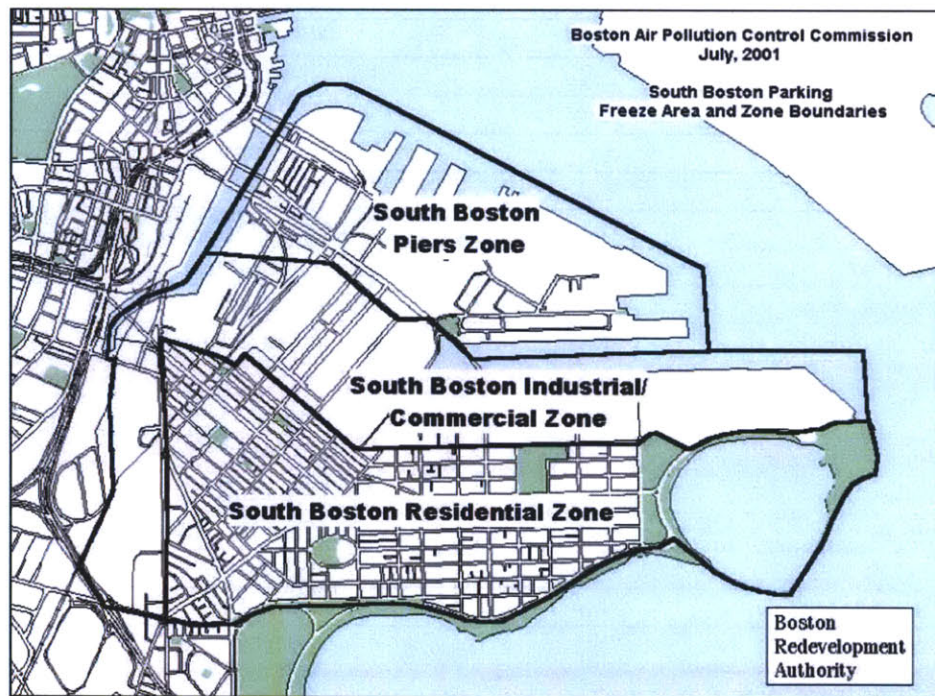 Boston Air Pollution Control Commission
July, 2001
South Boston Parking
Freeze Area and Zone Boundaries
South Boston
Piers Zone
South Boston Industrial/
Commercial Zone
South Boston Residential Zone
Boston
Redevelopment
Authority